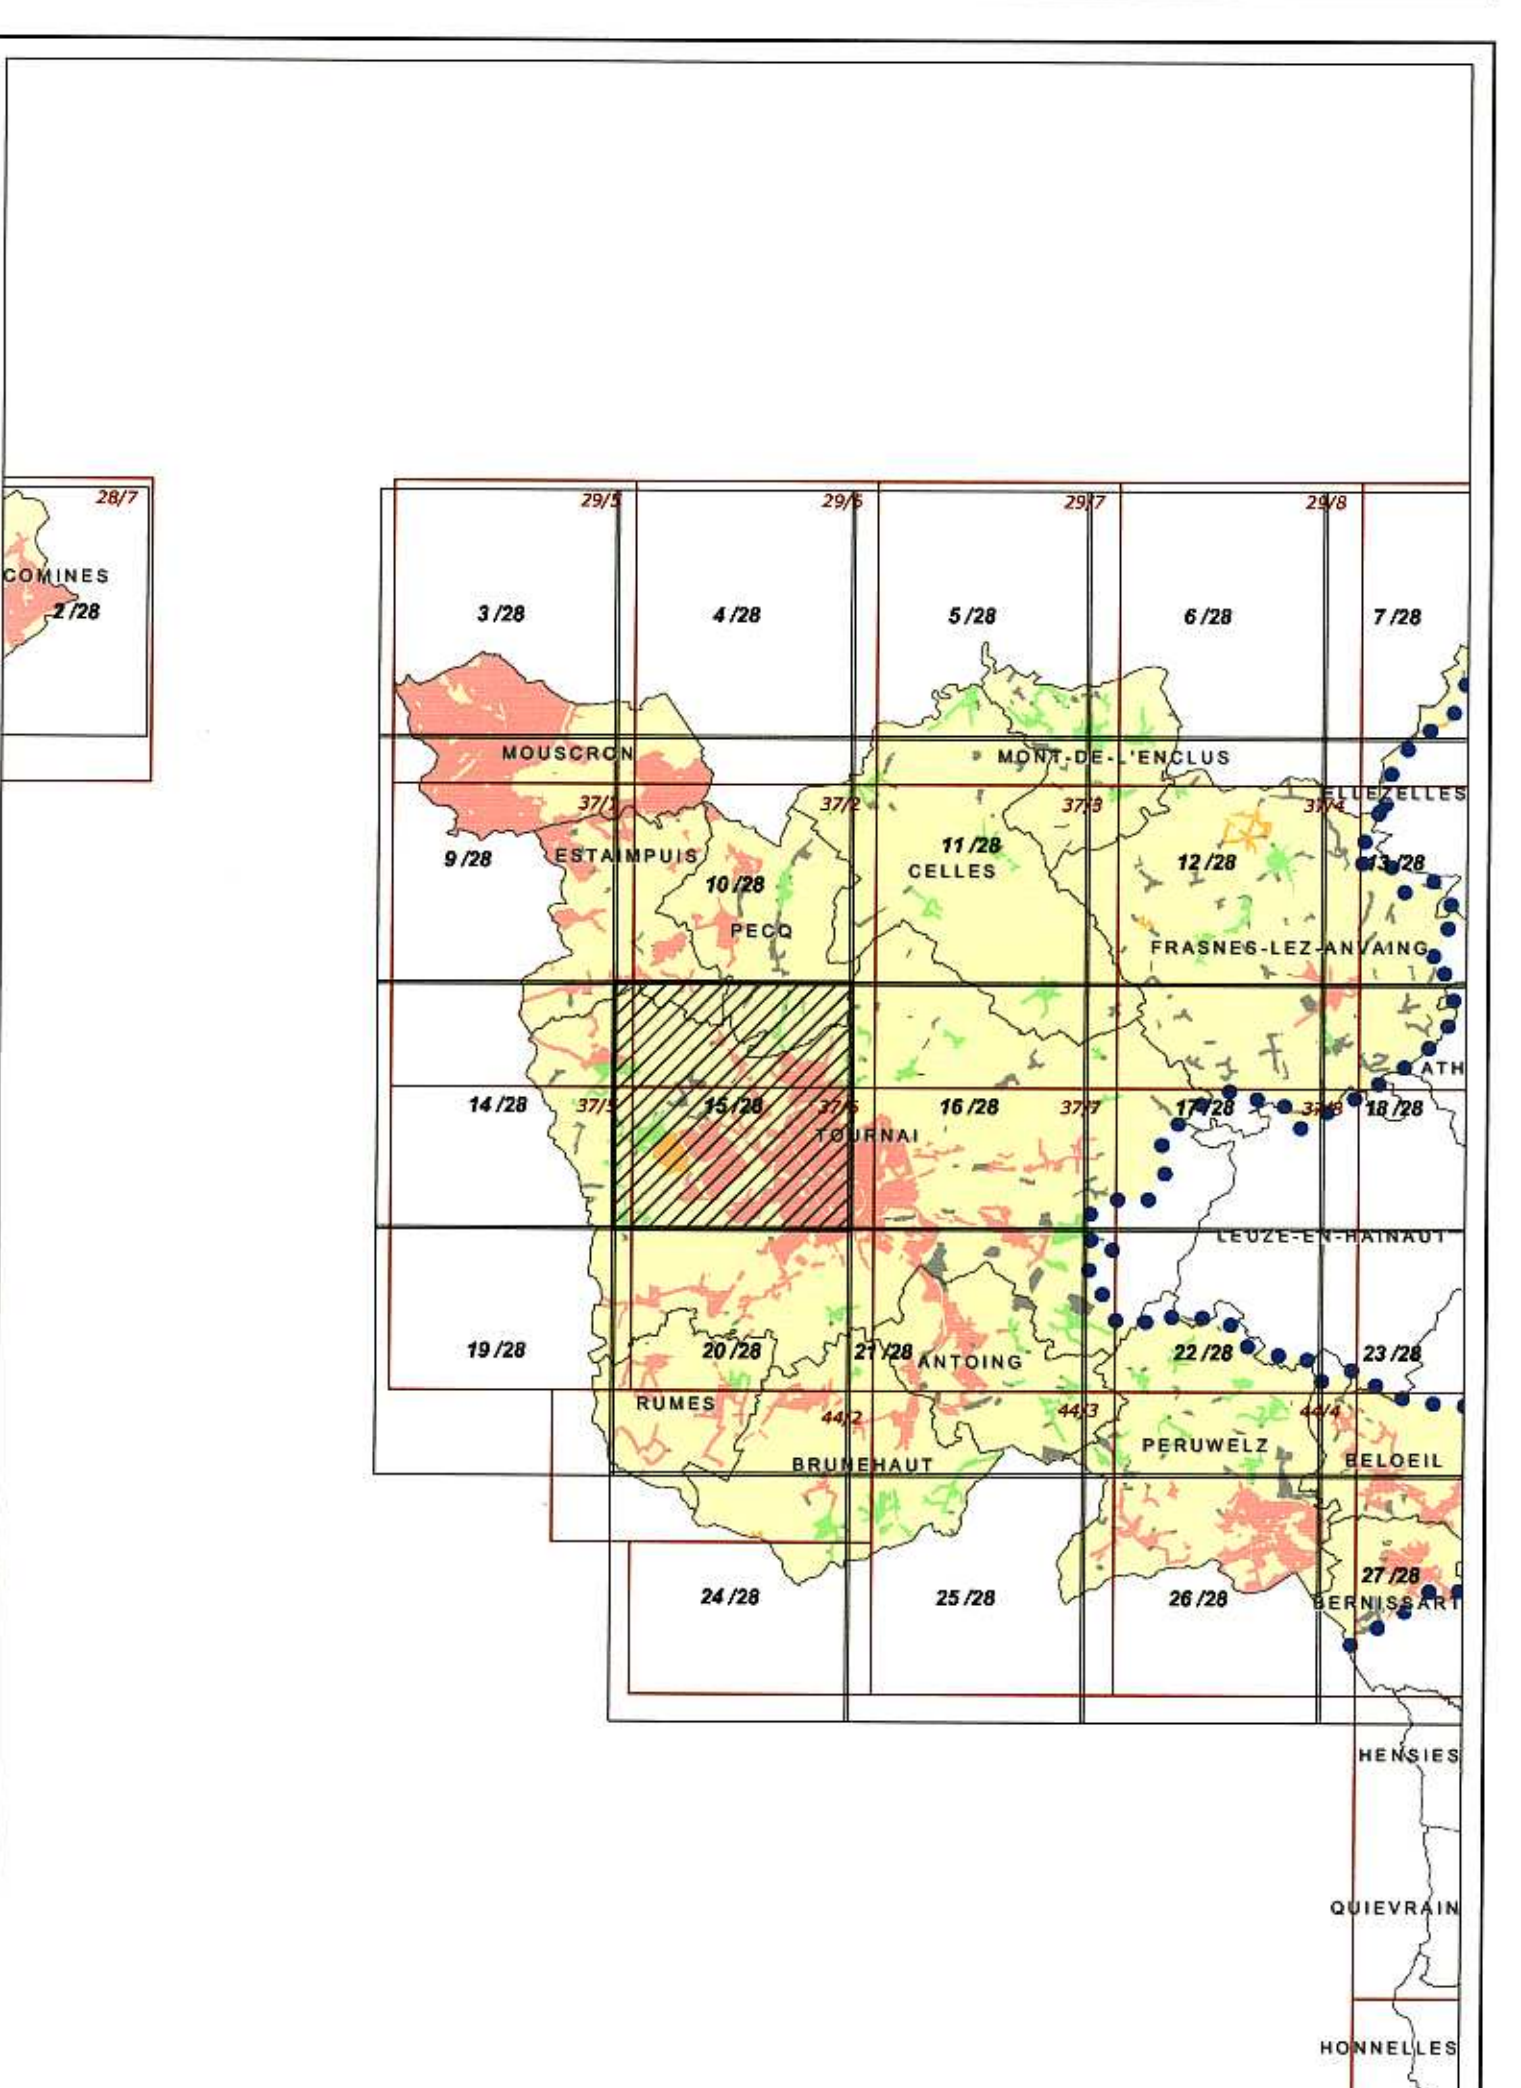 28/7
29/5
29/6
29/7
29/8
COMINES
2 /28
3 /28
4 /28
5 /28
6 /28
7 /28
MOUSCRON
MONT-DE-L'ENCLUS
ELLEZELLES
37/1
37/2
37/3
37/4
9 /28
ESTAIMPUIS
10 /28
11 /28
12 /28
13 /28
CELLES
PECQ
FRASNES-LEZ-ANVAING
ATH
14 /28
37/5
15 /28
37/6
16 /28
37/7
17 /28
37/8
18 /28
TOURNAI
LEUZE-EN-HAINAUT
19 /28
20 /28
21 /28
ANTOING
22 /28
23 /28
RUMES
44/2
44/3
44/4
BRUNEHAUT
PERUWELZ
BELOEIL
24 /28
25 /28
26 /28
27 /28
BERNISSART
HENSIES
QUIEVRAIN
HONNELLES